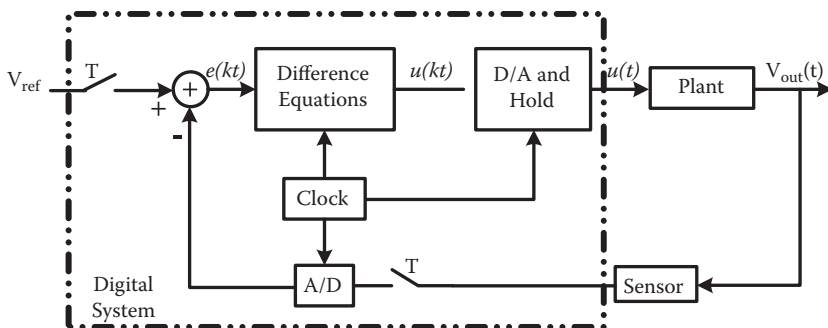 V_ref
T
+
-
+
e(kt)
Difference
Equations
u(kt)
D/A and
Hold
u(t)
Plant
V_out(t)
Clock
A/D
T
Sensor
Digital
System